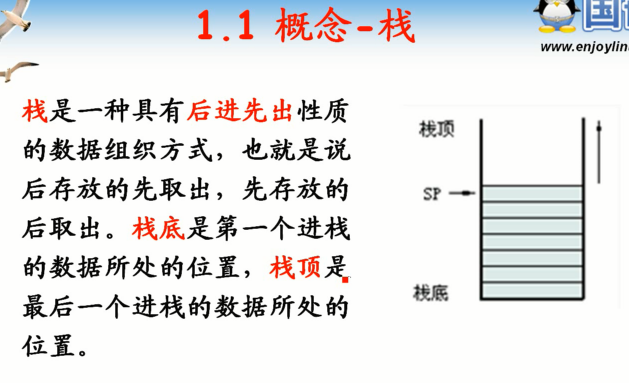 1.1 概念-栈
www.enjoylin
栈是一种具有后进先出性质
的数据组织方式，也就是说
后存放的先取出，先存放的
后取出。栈底是第一个进栈
的数据所处的位置，栈顶是
最后一个进栈的数据所处的
位置。
栈顶
SP
栈底